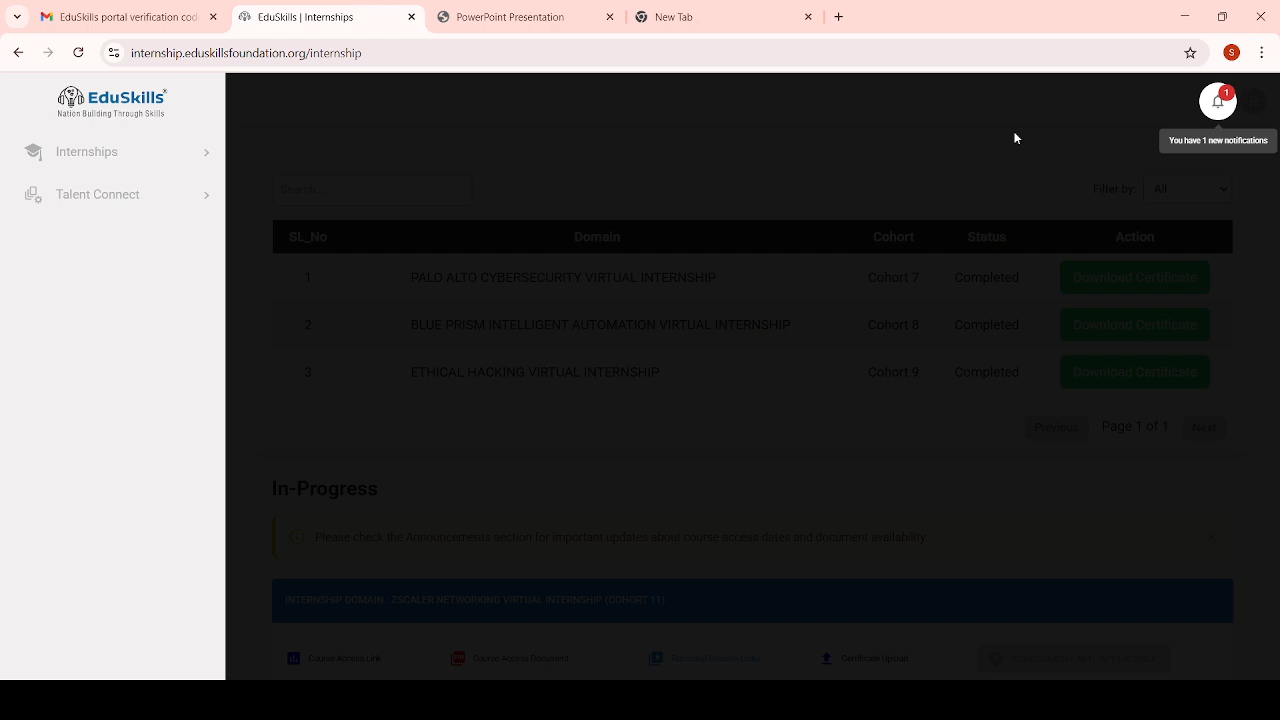 EduSkills portal verification cod
EduSkills | Internships
PowerPoint Presentation
New Tab
internship.eduskillsfoundation.org/internship
S
EduSkills
Nation Building Through Skills
1
You have 1 new notifications
Internships
Talent Connect
Search...
Filter by: All
SL_No Domain Cohort Status Action
1 PALO ALTO CYBERSECURITY VIRTUAL INTERNSHIP Cohort 7 Completed Download Certificate
2 BLUE PRISM INTELLIGENT AUTOMATION VIRTUAL INTERNSHIP Cohort 8 Completed Download Certificate
3 ETHICAL HACKING VIRTUAL INTERNSHIP Cohort 9 Completed Download Certificate
Previous Page 1 of 1 Next
In-Progress
Please check the Announcements section for important updates about course access dates and document availability.
INTERNSHIP DOMAIN : ZSCALER NETWORKING VIRTUAL INTERNSHIP (COHORT 11)
Course Access Link Course Access Document Recorded Session Links Certificate Upload